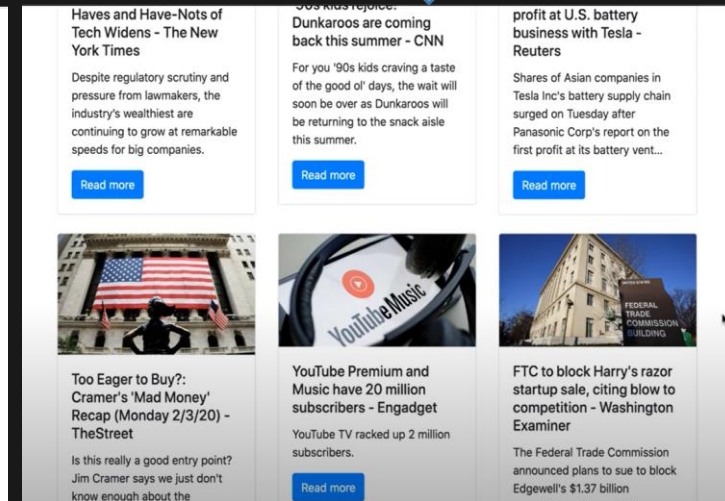 Haves and Have-Nots of
Tech Widens - The New
York Times
Despite regulatory scrutiny and
pressure from lawmakers, the
industry's wealthiest are
continuing to grow at remarkable
speeds for big companies.
Read more
'90s kids rejoice:
Dunkaroos are coming
back this summer - CNN
For you '90s kids craving a taste
of the good ol' days, the wait will
soon be over as Dunkaroos will
be returning to the snack aisle
this summer.
Read more
profit at U.S. battery
business with Tesla -
Reuters
Shares of Asian companies in
Tesla Inc's battery supply chain
surged on Tuesday after
Panasonic Corp's report on the
first profit at its battery vent...
Read more
Too Eager to Buy?:
Cramer's 'Mad Money'
Recap (Monday 2/3/20) -
TheStreet
Is this really a good entry point?
Jim Cramer says we just don't
know enough about the
YouTube Music
YouTube Premium and
Music have 20 million
subscribers - Engadget
YouTube TV racked up 2 million
subscribers.
Read more
UNITED STATES
FEDERAL
TRADE
COMMISSION
BUILDING
FTC to block Harry's razor
startup sale, citing blow to
competition - Washington
Examiner
The Federal Trade Commission
announced plans to sue to block
Edgewell's $1.37 billion